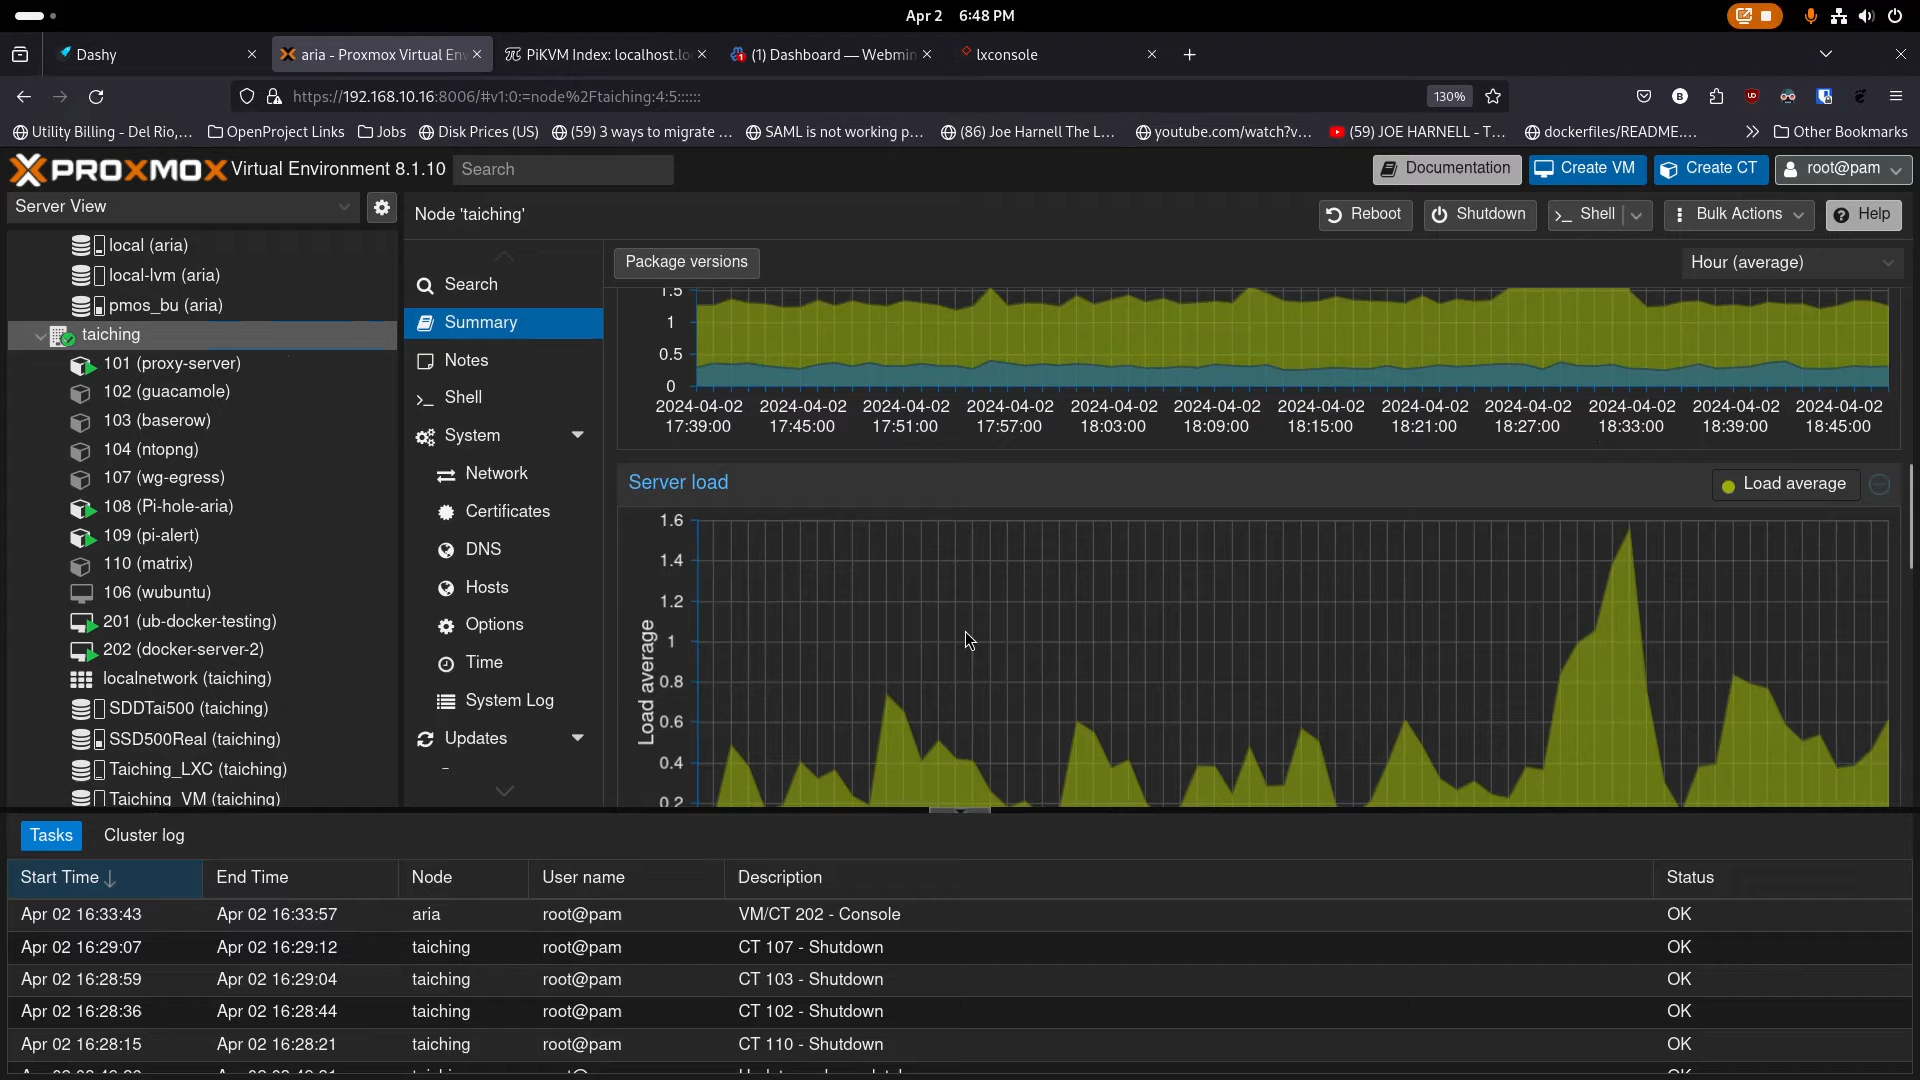 Apr 2 6:48 PM
Dashy
aria - Proxmox Virtual En
PiKVM Index: localhost.lo
(1) Dashboard — Webmin
lxconsole
https://192.168.10.16:8006/#v1:0:=node%2Ftaiching:4:5::::::
130%
Utility Billing - Del Rio,...
OpenProject Links
Jobs
Disk Prices (US)
(59) 3 ways to migrate ...
SAML is not working p...
(86) Joe Harnell The L...
youtube.com/watch?v...
(59) JOE HARNELL - T...
dockerfiles/README....
Other Bookmarks
PROXMOX Virtual Environment 8.1.10
Search
Documentation
Create VM
Create CT
root@pam
Server View
Node 'taiching'
Reboot
Shutdown
Shell
Bulk Actions
Help
local (aria)
local-lvm (aria)
pmos_bu (aria)
taiching
101 (proxy-server)
102 (guacamole)
103 (baserow)
104 (ntopng)
107 (wg-egress)
108 (Pi-hole-aria)
109 (pi-alert)
110 (matrix)
106 (wubuntu)
201 (ub-docker-testing)
202 (docker-server-2)
localnetwork (taiching)
SDDTai500 (taiching)
SSD500Real (taiching)
Taiching_LXC (taiching)
Taiching_VM (taiching)
Search
Summary
Notes
Shell
System
Network
Certificates
DNS
Hosts
Options
Time
System Log
Updates
Package versions
Hour (average)
1.5
1
0.5
0
2024-04-02 2024-04-02 2024-04-02 2024-04-02 2024-04-02 2024-04-02 2024-04-02 2024-04-02 2024-04-02 2024-04-02 2024-04-02 2024-04-02
17:39:00 17:45:00 17:51:00 17:57:00 18:03:00 18:09:00 18:15:00 18:21:00 18:27:00 18:33:00 18:39:00 18:45:00
Server load
Load average
1.6
1.4
1.2
1
0.8
0.6
0.4
0.2
Load average
Tasks
Cluster log
Start Time End Time Node User name Description Status
Apr 02 16:33:43 Apr 02 16:33:57 aria root@pam VM/CT 202 - Console OK
Apr 02 16:29:07 Apr 02 16:29:12 taiching root@pam CT 107 - Shutdown OK
Apr 02 16:28:59 Apr 02 16:29:04 taiching root@pam CT 103 - Shutdown OK
Apr 02 16:28:36 Apr 02 16:28:44 taiching root@pam CT 102 - Shutdown OK
Apr 02 16:28:15 Apr 02 16:28:21 taiching root@pam CT 110 - Shutdown OK